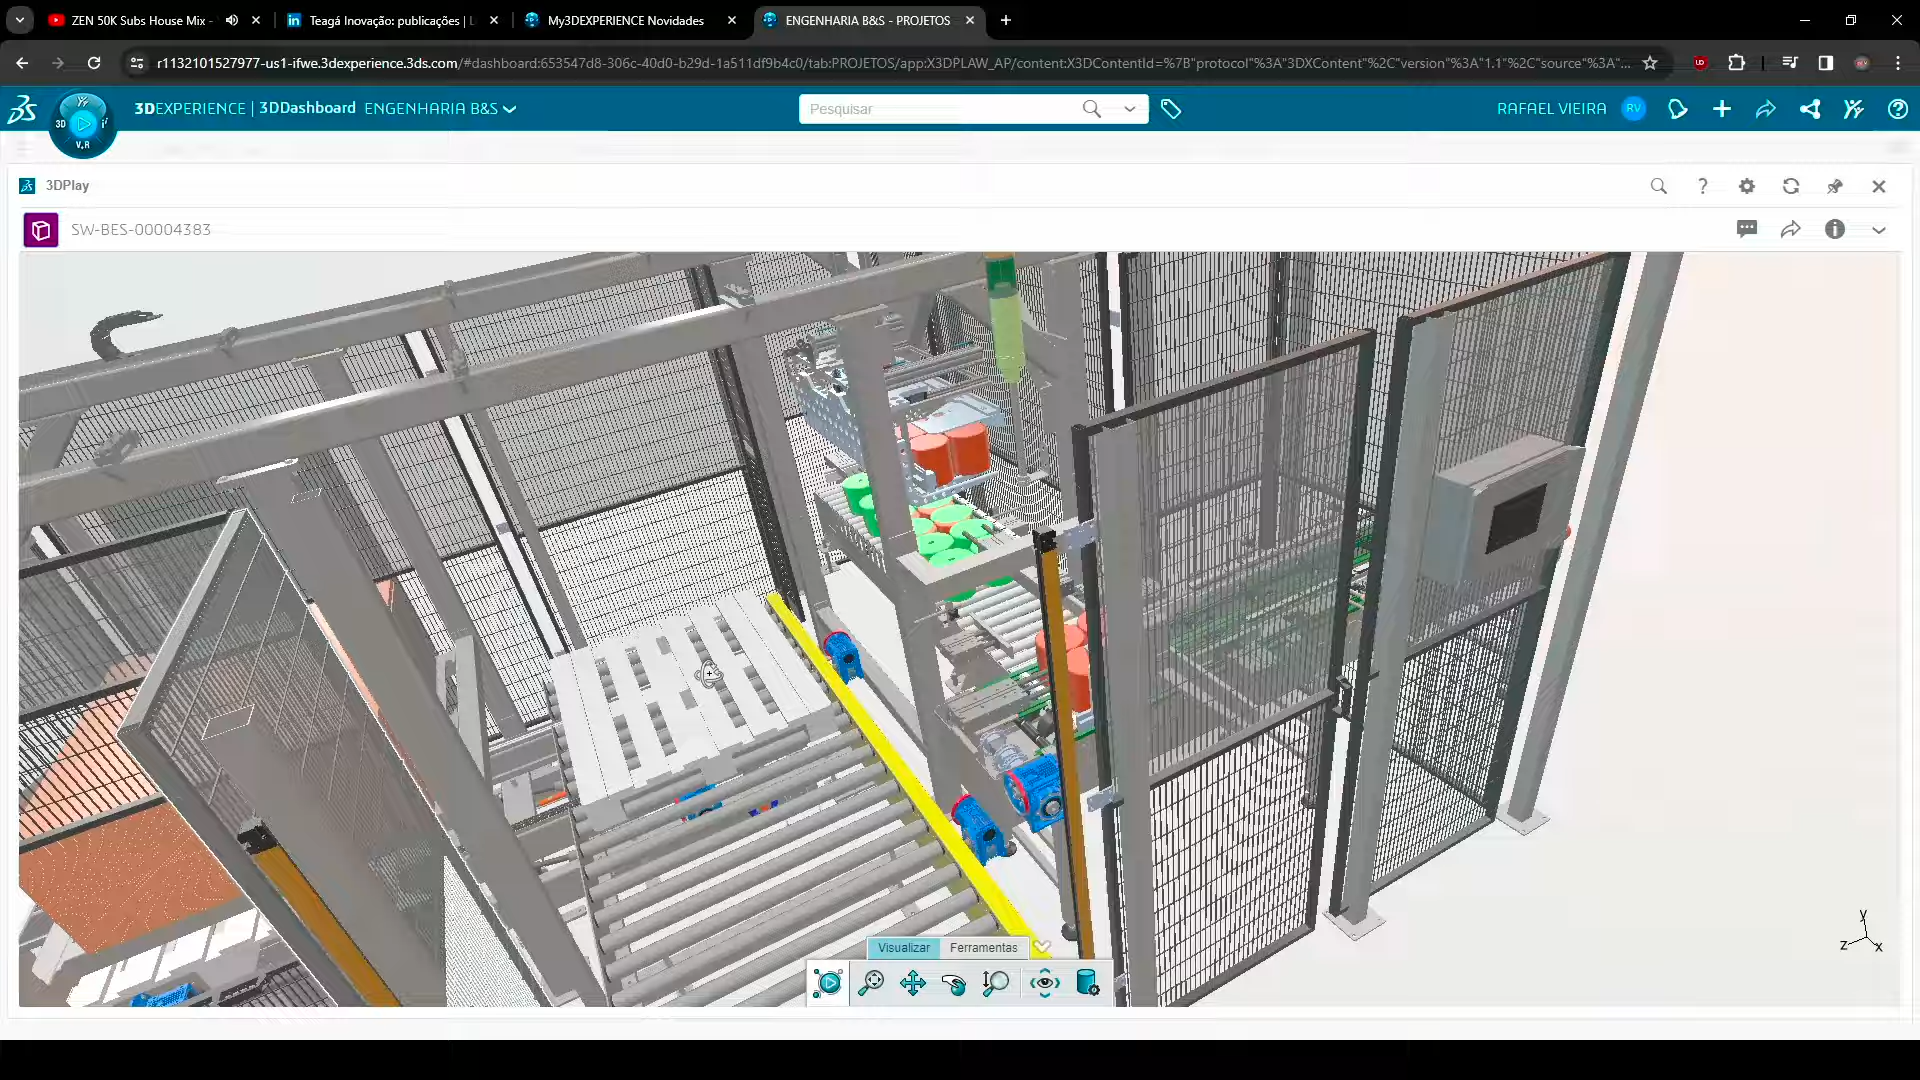 ZEN 50K Subs House Mix -
Teagá Inovação: publicações | L
My3DEXPERIENCE Novidades
ENGENHARIA B&S - PROJETOS
r1132101527977-us1-ifwe.3dexperience.3ds.com/#dashboard:653547d8-306c-40d0-b29d-1a511df9b4c0/tab:PROJETOS/app:X3DPLAW_AP/content:X3DContentId=%7B"protocol"%3A"3DXContent"%2C"version"%3A"1.1"%2C"source"%3A"...
3DEXPERIENCE | 3DDashboard ENGENHARIA B&S
Pesquisar
RAFAEL VIEIRA
RV
3D
V.R
3DPlay
SW-BES-00004383
Visualizar
Ferramentas
y
z
x